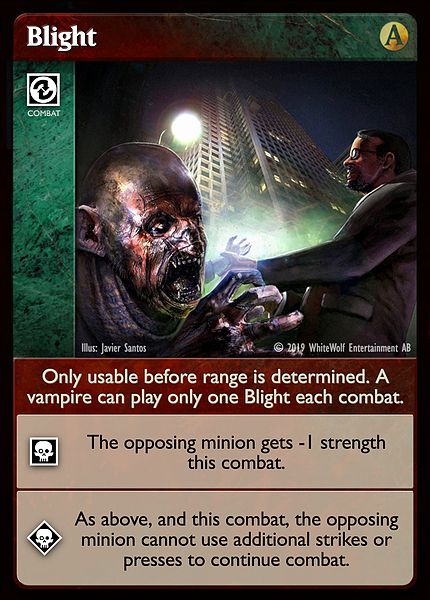 Blight
A
COMBAT
Illus: Javier Santos
© 2019 WhiteWolf Entertainment AB
Only usable before range is determined. A
vampire can play only one Blight each combat.
The opposing minion gets -1 strength
this combat.
As above, and this combat, the opposing
minion cannot use additional strikes or
presses to continue combat.